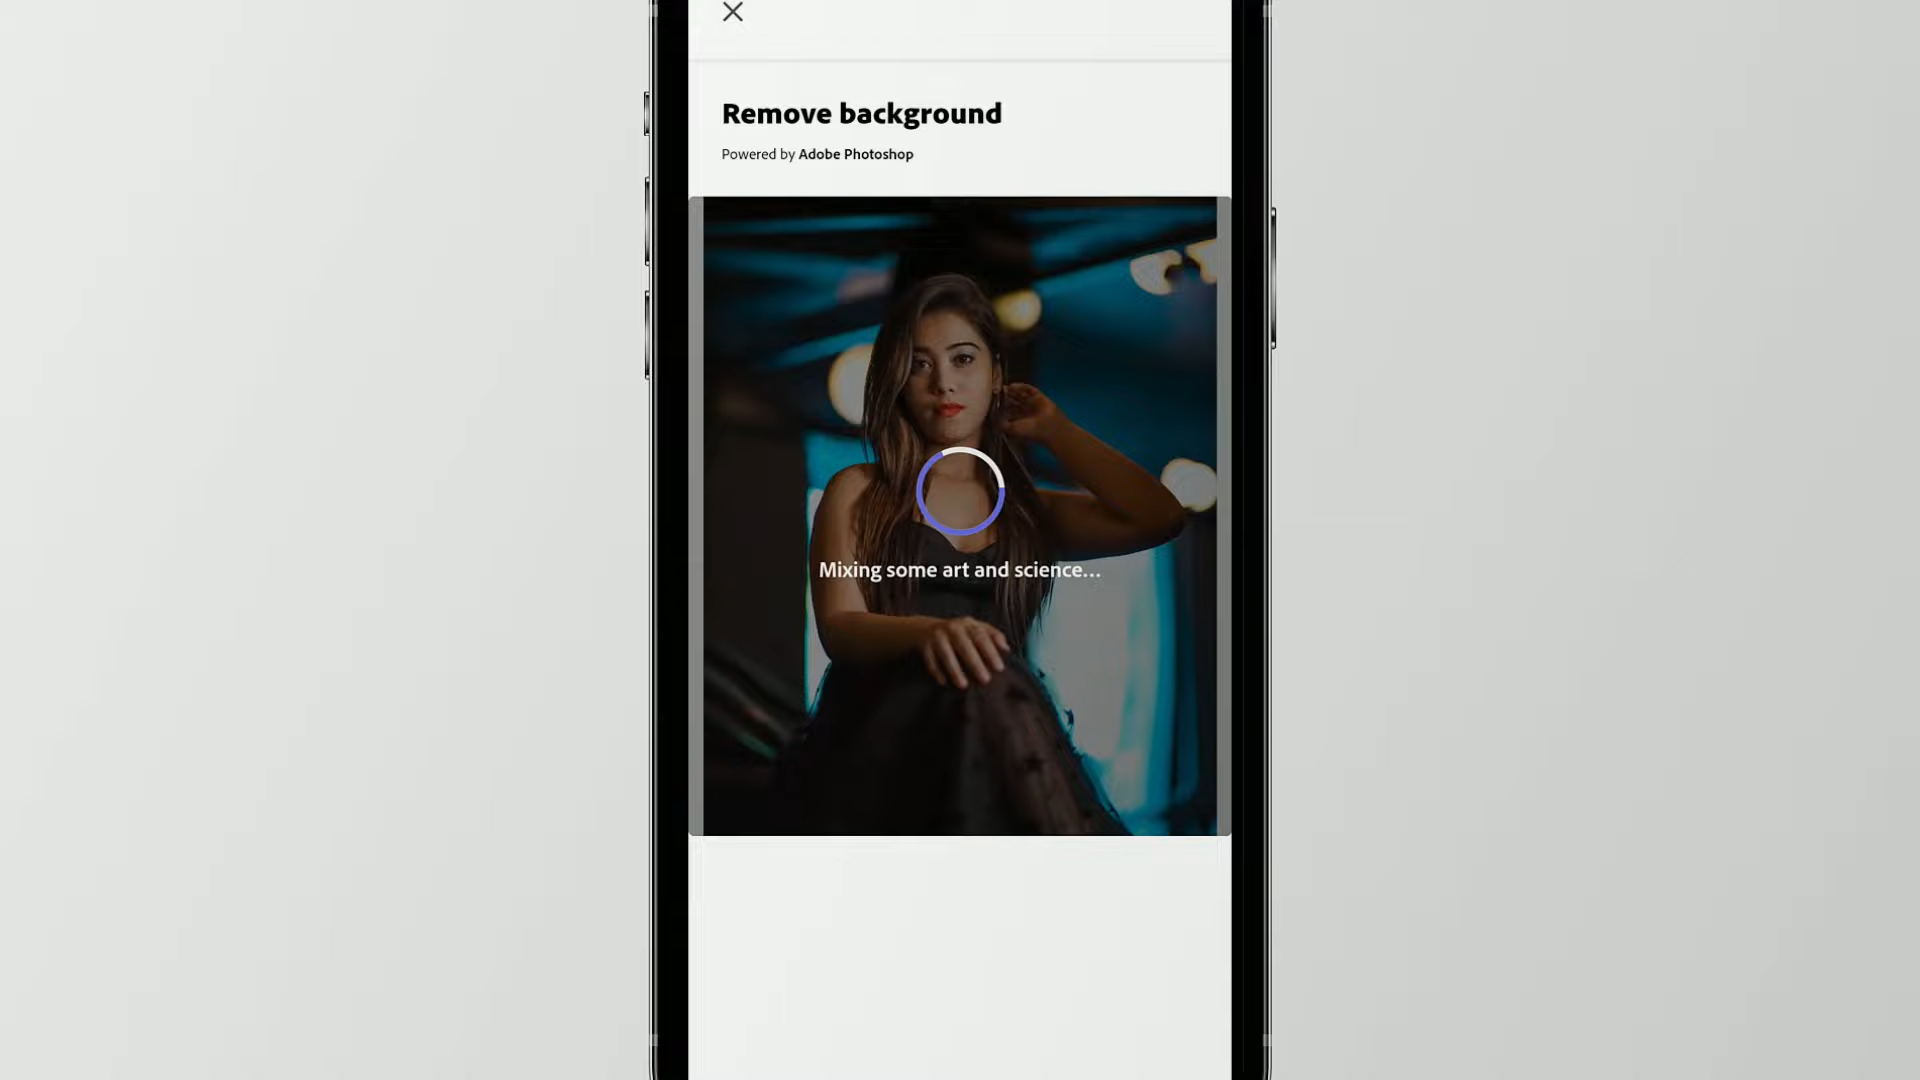 Remove background
Powered by Adobe Photoshop
Mixing some art and science...